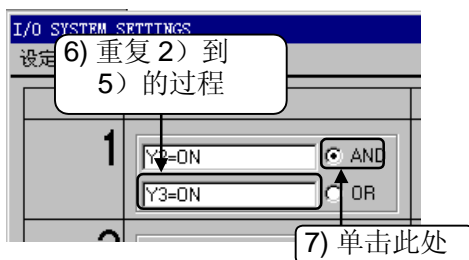 I/O SYSTEM SETTINGS
设定
6) 重复 2）到
5）的过程
1
Y2=ON
AND
Y3=ON
OR
7) 单击此处